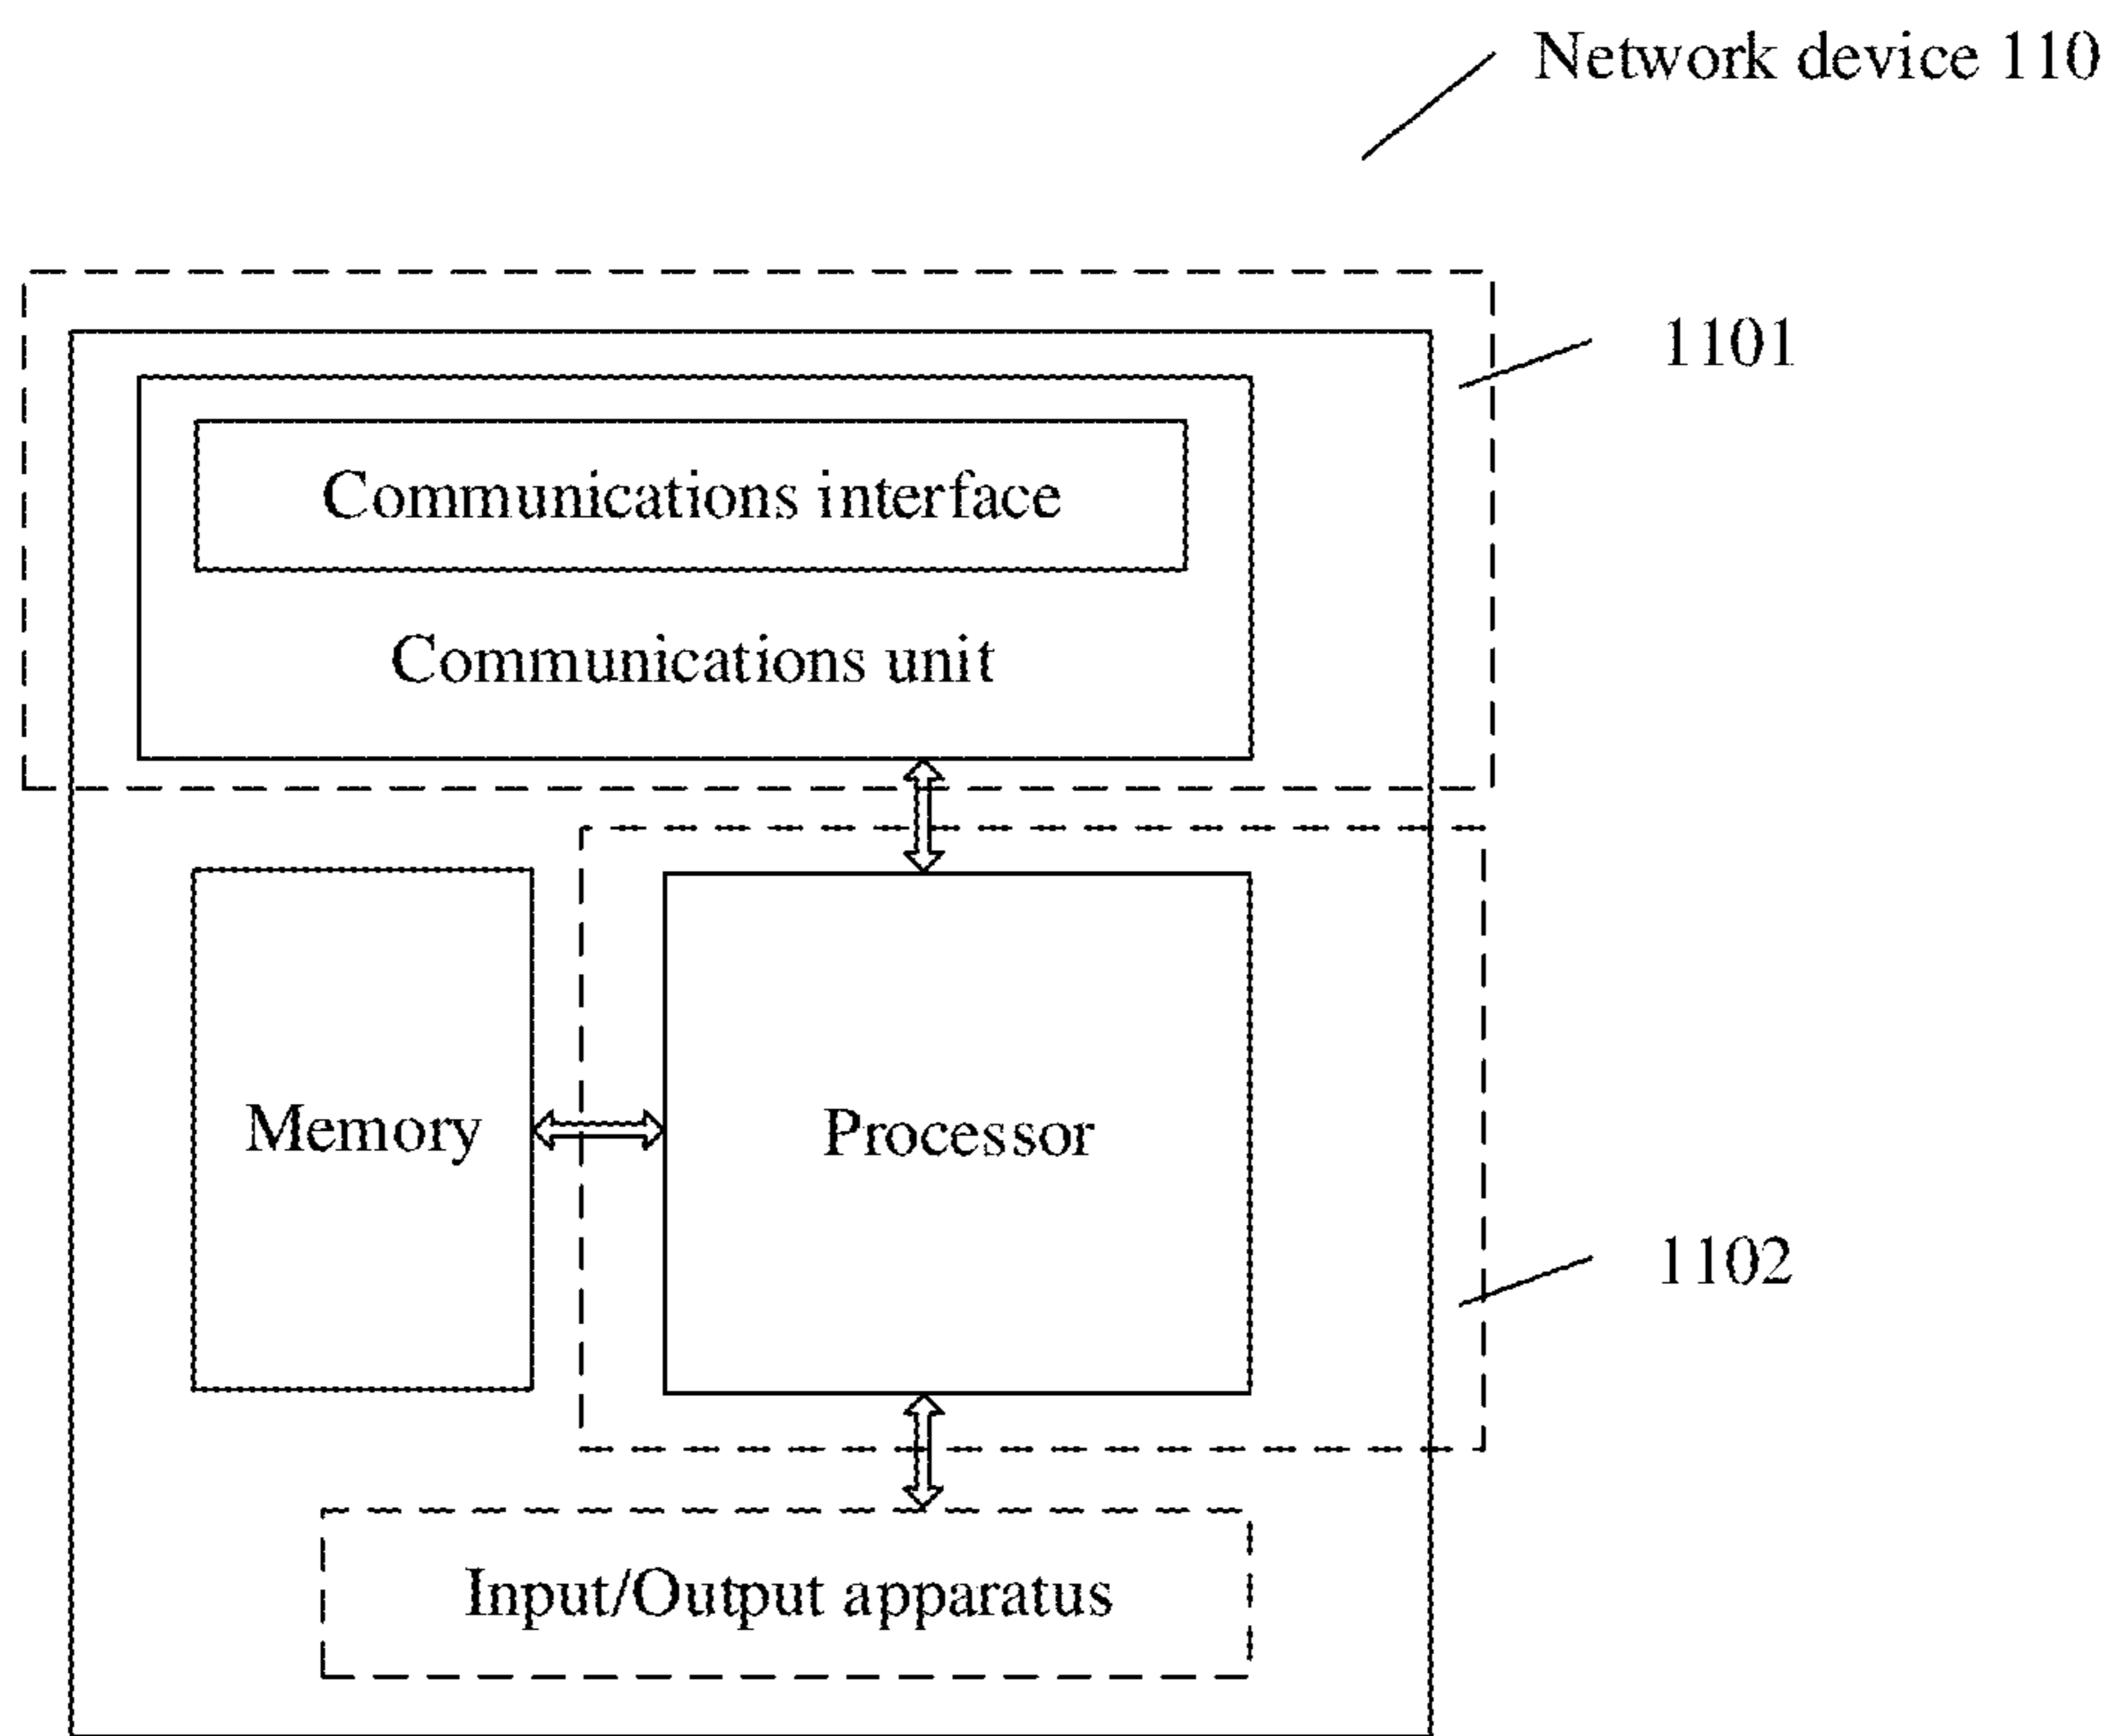 Network device 110
1101
Communications interface
Communications unit
Memory
Processor
1102
Input/Output apparatus